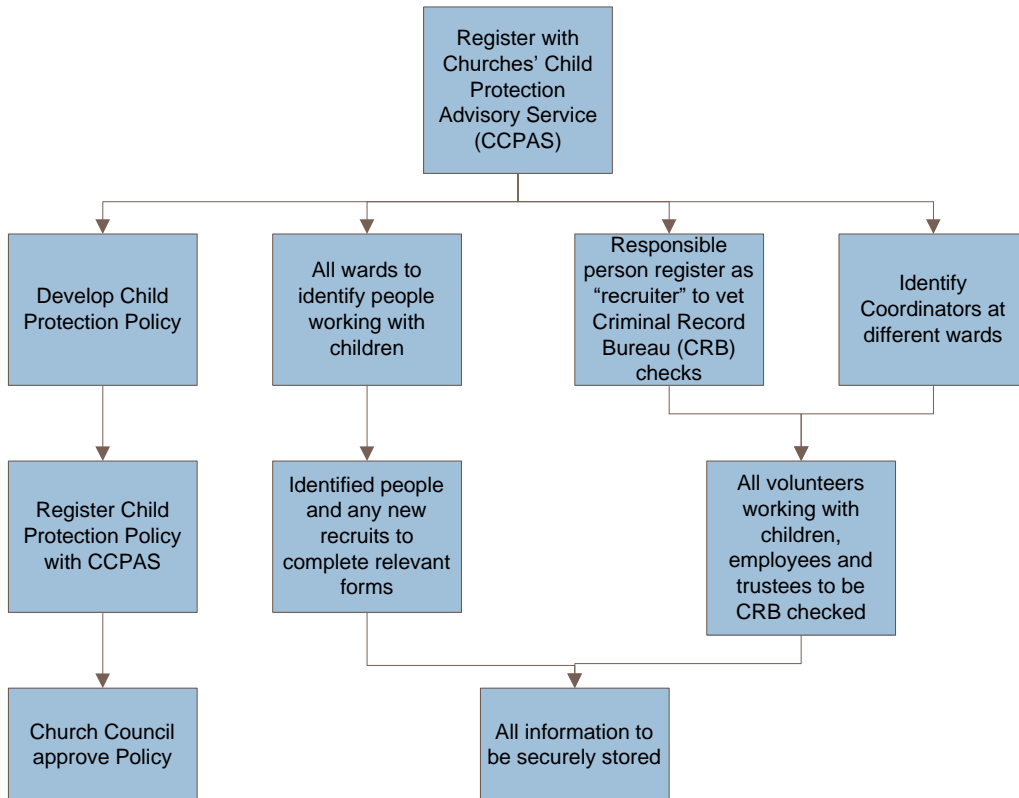 Register with
Churches’ Child
Protection
Advisory Service
(CCPAS)
Develop Child
Protection Policy
All wards to
identify people
working with
children
Responsible
person register as
“recruiter” to vet
Criminal Record
Bureau (CRB)
checks
Identify
Coordinators at
different wards
Register Child
Protection Policy
with CCPAS
Identified people
and any new
recruits to
complete relevant
forms
All volunteers
working with
children,
employees and
trustees to be
CRB checked
Church Council
approve Policy
All information to
be securely stored